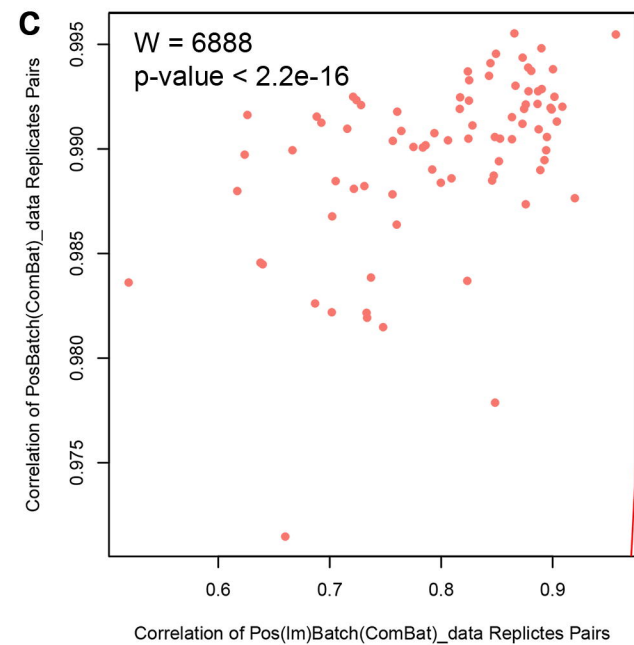 C
W = 6888
p-value < 2.2e-16
Correlation of PosBatch(ComBat)_data Replicates Pairs
0.995
0.990
0.985
0.980
0.975
0.6 0.7 0.8 0.9
Correlation of Pos(Im)Batch(ComBat)_data Replictes Pairs